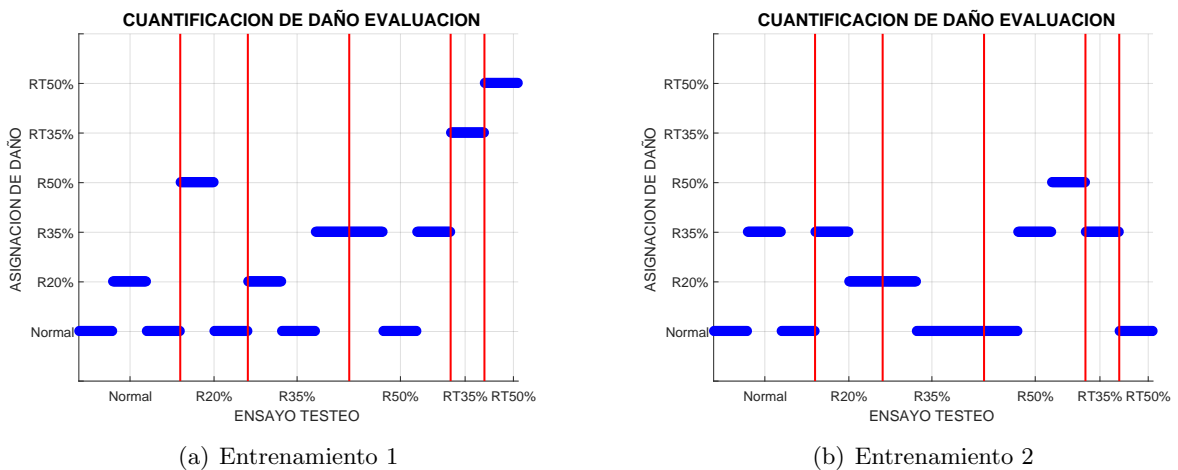 CUANTIFICACION DE DAÑO EVALUACION
RT50%
RT35%
R50%
R35%
R20%
Normal
ASIGNACION DE DAÑO
Normal R20% R35% R50% RT35% RT50%
ENSAYO TESTEO
(a) Entrenamiento 1
CUANTIFICACION DE DAÑO EVALUACION
RT50%
RT35%
R50%
R35%
R20%
Normal
ASIGNACION DE DAÑO
Normal R20% R35% R50% RT35% RT50%
ENSAYO TESTEO
(b) Entrenamiento 2